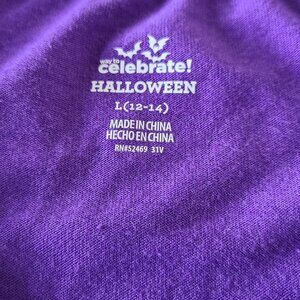 way to
celebrate!
HALLOWEEN
L(12-14)
MADE IN CHINA
HECHO EN CHINA
RN#52469 31V